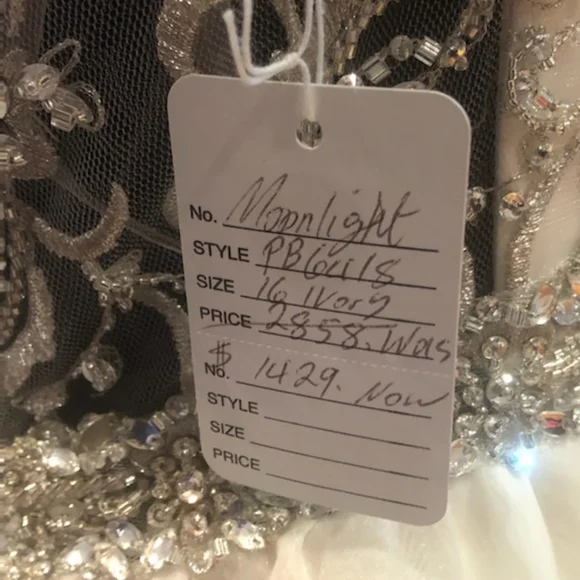 No. Moonlight
STYLE PB6418
SIZE 16 Ivory
PRICE 2858. Was
$
No. 1429. Now
STYLE
SIZE
PRICE